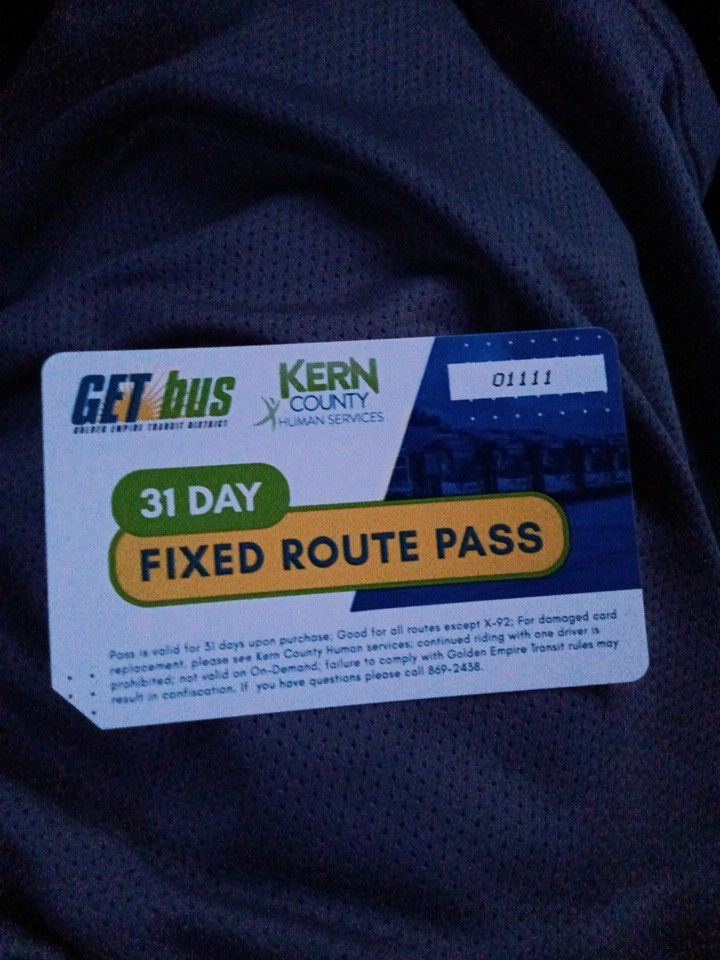 GET bus
GOLDEN EMPIRE TRANSIT DISTRICT
KERN
COUNTY
HUMAN SERVICES
01111
31 DAY
FIXED ROUTE PASS
Pass is valid for 31 days upon purchase; Good for all routes except X-92; For damaged card
replacement, please see Kern County Human services; continued riding with one driver is
prohibited; not valid on On-Demand; failure to comply with Golden Empire Transit rules may
result in confiscation. If you have questions please call 869-2438.